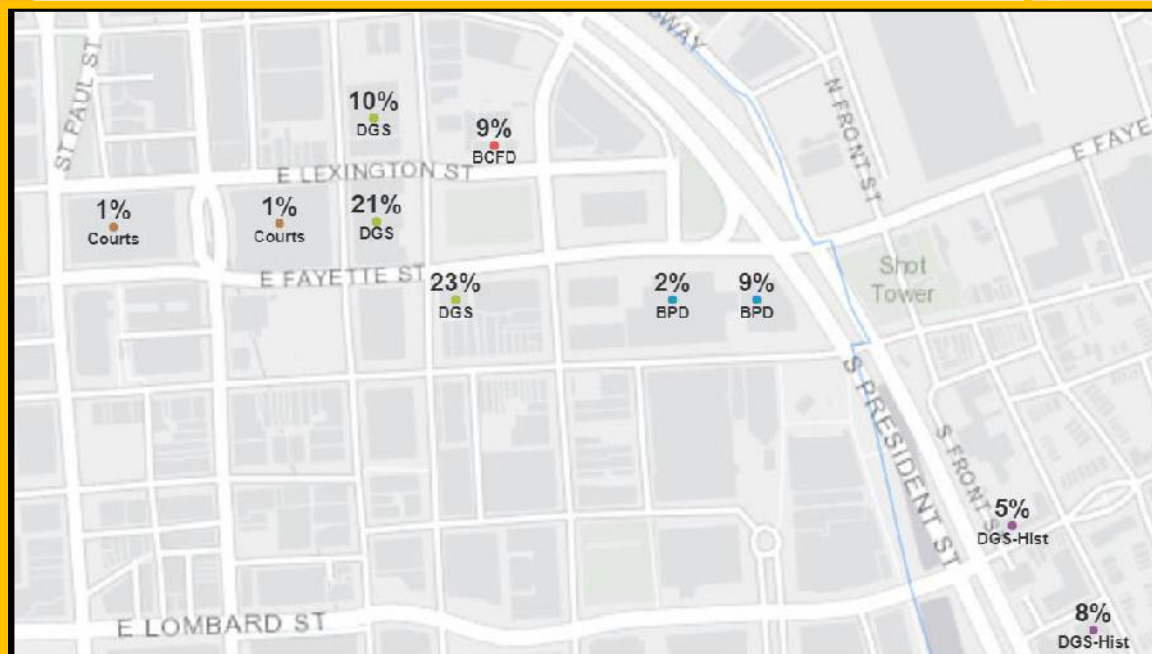 ST PAUL ST
10%
DGS
9%
BCFD
E LEXINGTON ST
N FRONT ST
1%
Courts
1%
Courts
21%
DGS
E FAYETTE ST
23%
DGS
2%
BPD
9%
BPD
Shot
Tower
S PRESIDENT ST
S FRONT S
5%
DGS-Hist
E LOMBARD ST
8%
DGS-Hist